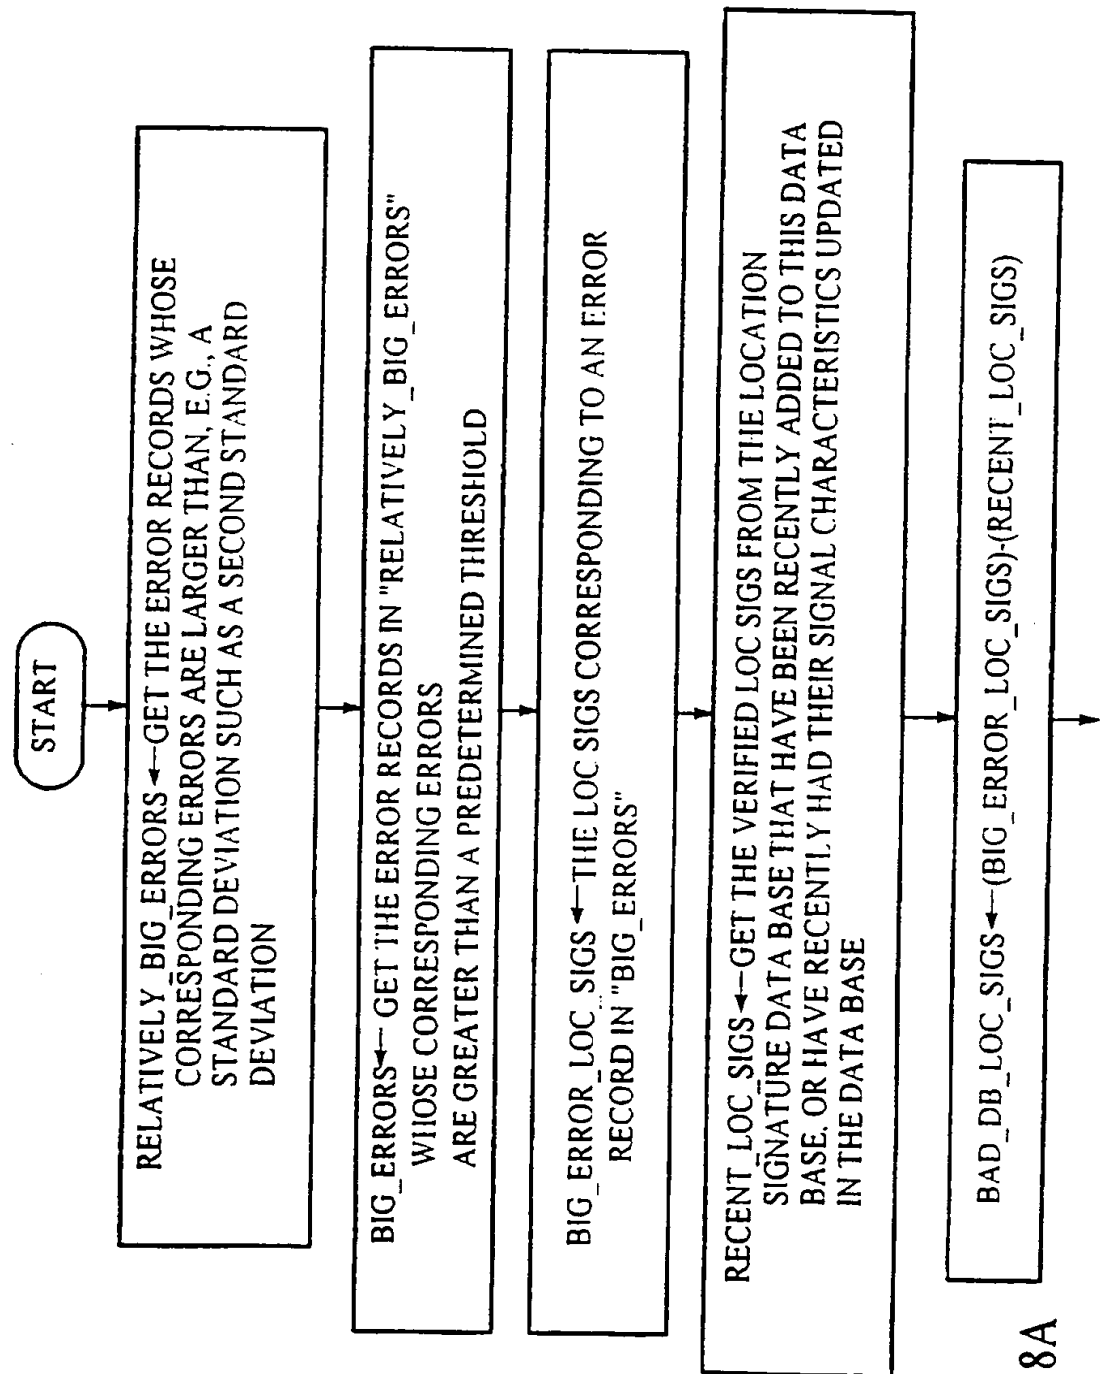 START
RELATIVELY_BIG_ERRORS ← GET THE ERROR RECORDS WHOSE
CORRESPONDING ERRORS ARE LARGER THAN, E.G., A
STANDARD DEVIATION SUCH AS A SECOND STANDARD
DEVIATION
BIG_ERRORS ← GET THE ERROR RECORDS IN "RELATIVELY_BIG_ERRORS"
WHOSE CORRESPONDING ERRORS
ARE GREATER THAN A PREDETERMINED THRESHOLD
BIG_ERROR_LOC_SIGS ← THE LOC SIGS CORRESPONDING TO AN ERROR
RECORD IN "BIG_ERRORS"
RECENT_LOC_SIGS ← GET THE VERIFIED LOC SIGS FROM THE LOCATION
SIGNATURE DATA BASE THAT HAVE BEEN RECENTLY ADDED TO THIS DATA
BASE, OR HAVE RECENTLY HAD THEIR SIGNAL CHARACTERISTICS UPDATED
IN THE DATA BASE
BAD_DB_LOC_SIGS ← (BIG_ERROR_LOC_SIGS)-(RECENT_LOC_SIGS)
8A